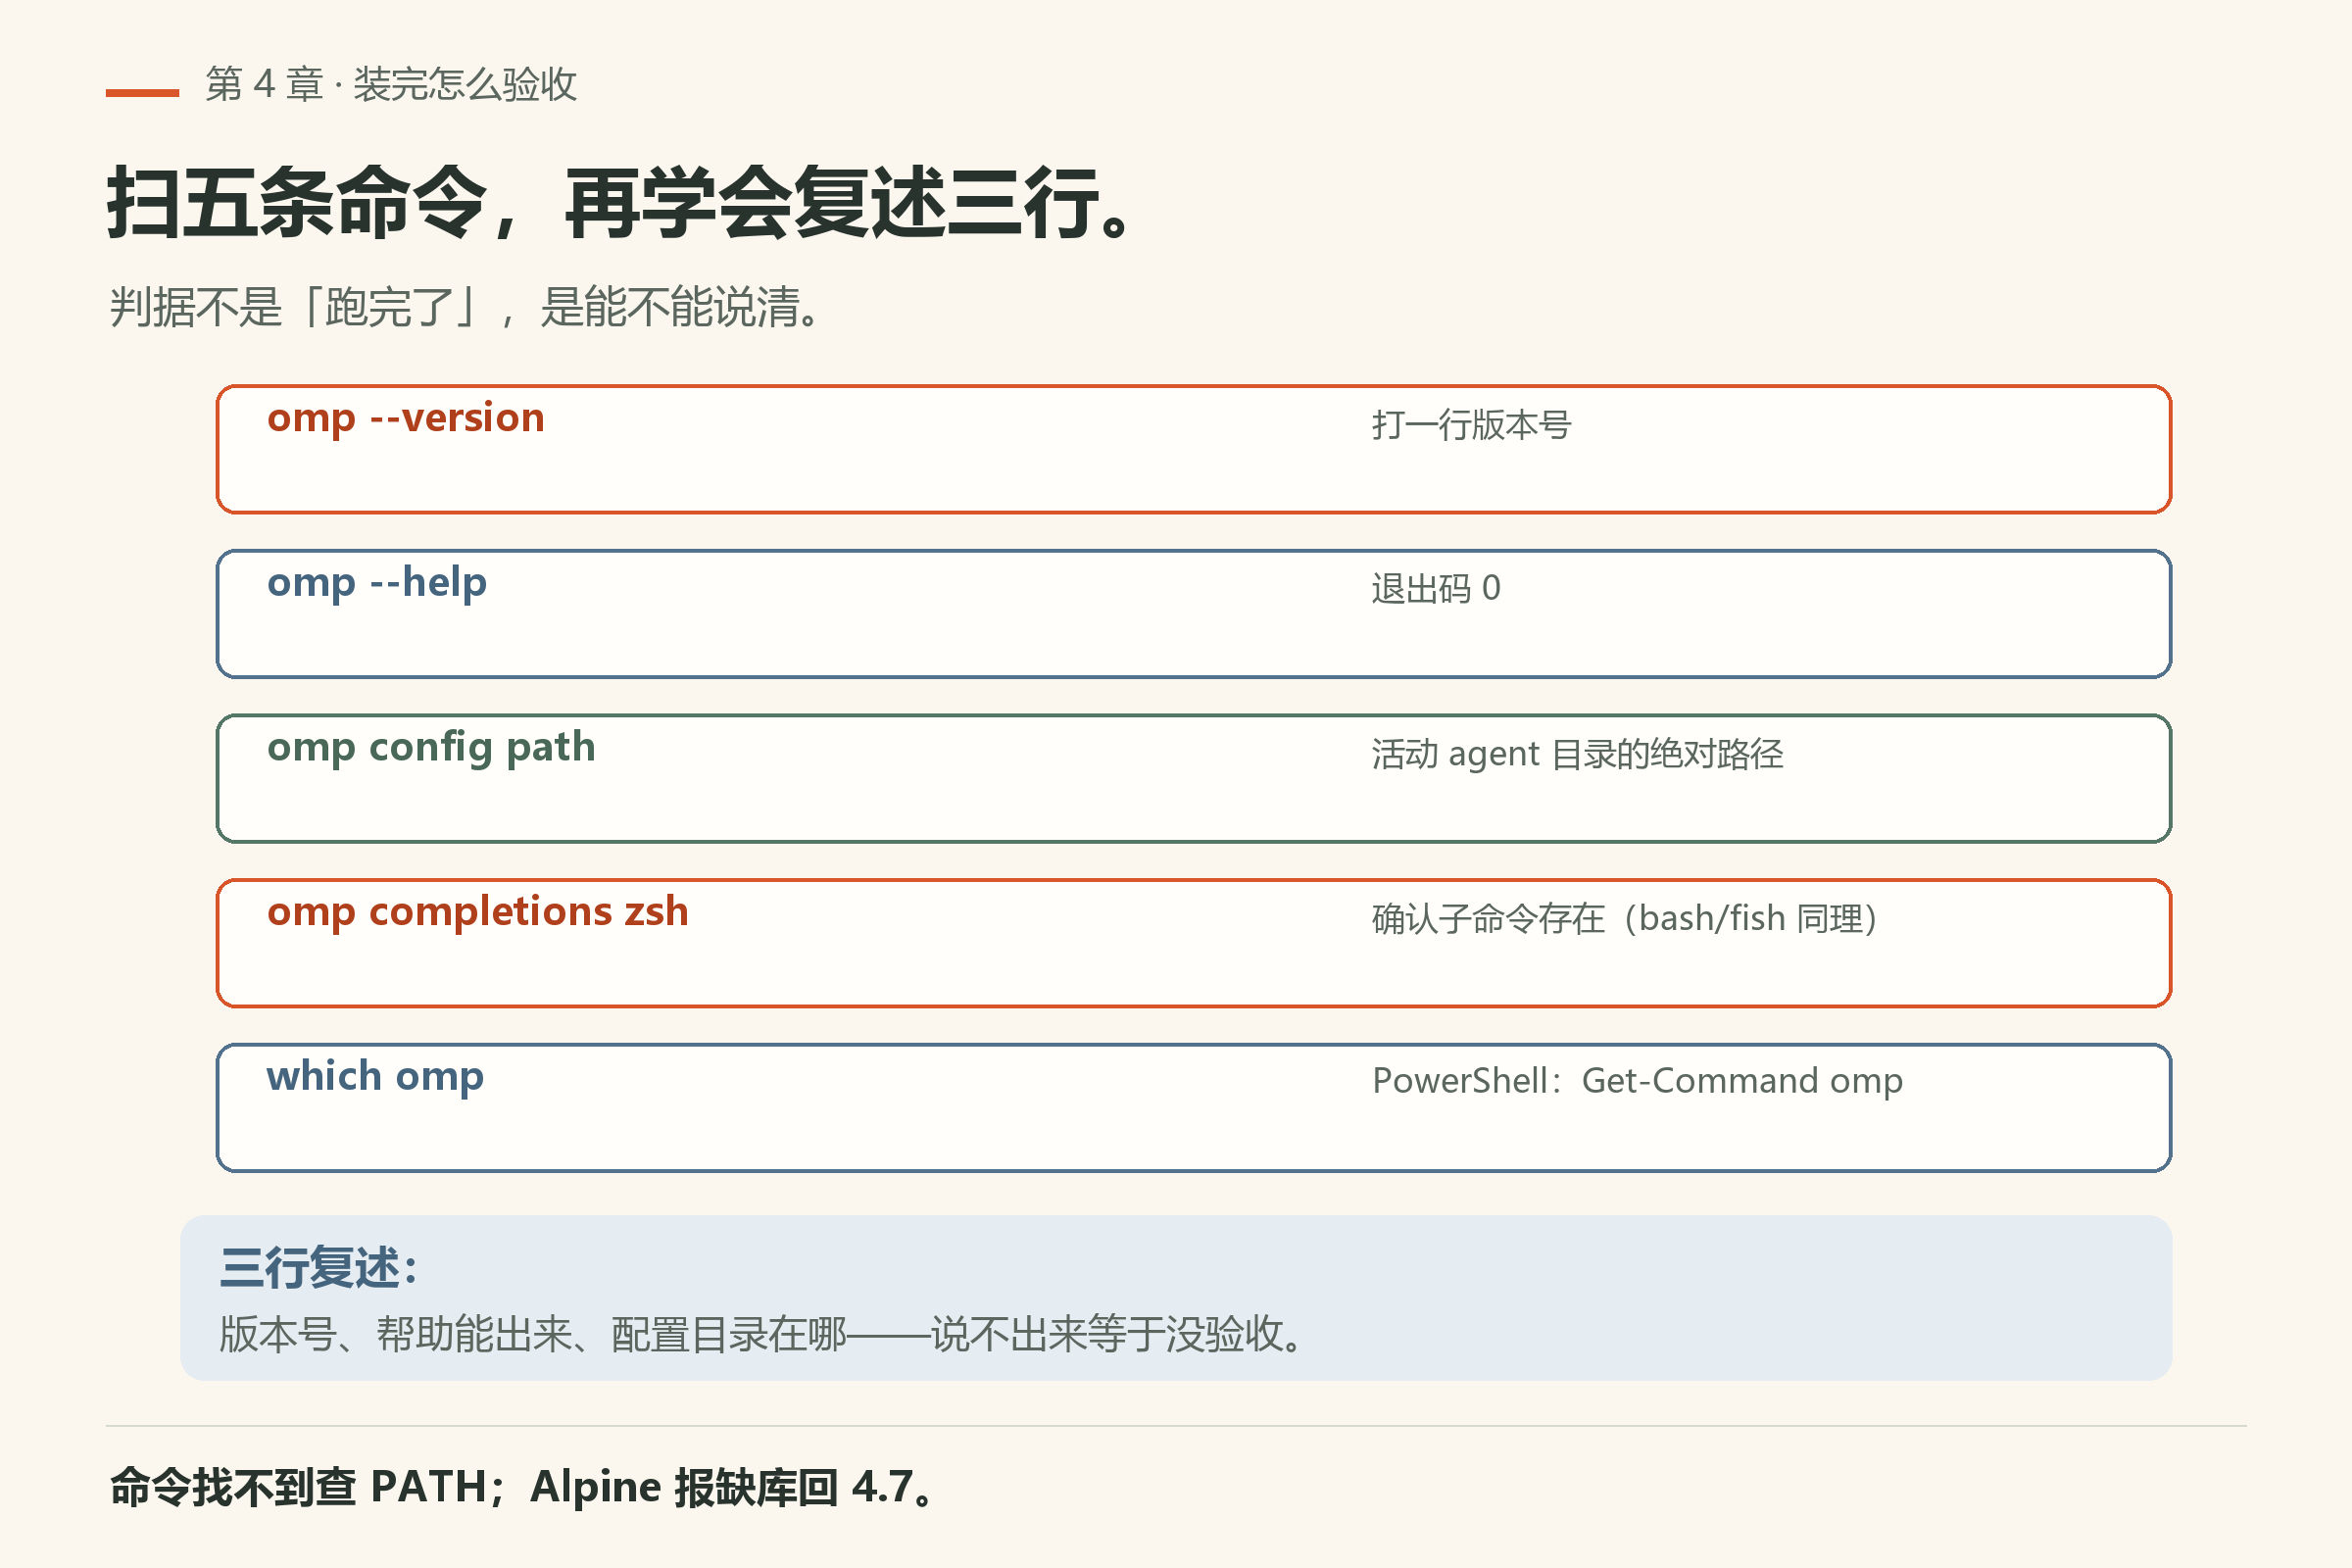 第 4 章 · 装完怎么验收
扫五条命令，再学会复述三行。
判据不是「跑完了」，是能不能说清。
omp --version
打一行版本号
omp --help
退出码 0
omp config path
活动 agent 目录的绝对路径
omp completions zsh
确认子命令存在（bash/fish 同理）
which omp
PowerShell：Get-Command omp
三行复述：
版本号、帮助能出来、配置目录在哪——说不出来等于没验收。
命令找不到查 PATH；Alpine 报缺库回 4.7。